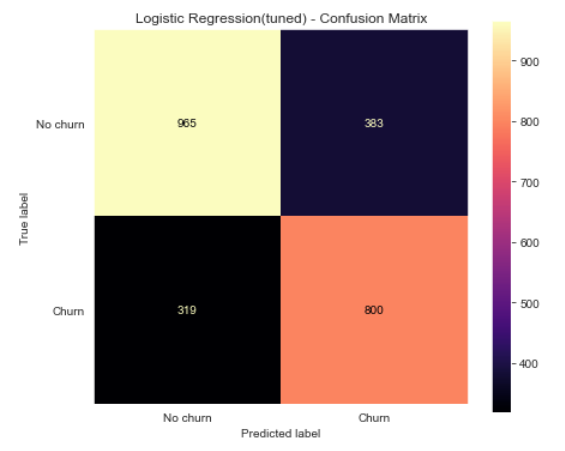 Logistic Regression(tuned) - Confusion Matrix
True label
No churn
965
383
Churn
319
800
No churn
Churn
Predicted label
900
800
700
600
500
400